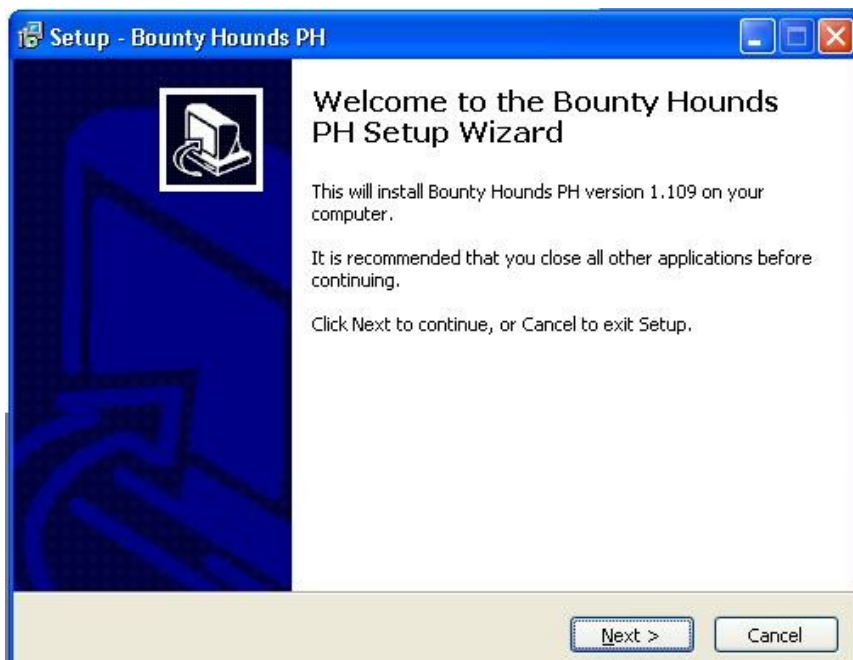 Setup - Bounty Hounds PH
Welcome to the Bounty Hounds
PH Setup Wizard
This will install Bounty Hounds PH version 1.109 on your
computer.
It is recommended that you close all other applications before
continuing.
Click Next to continue, or Cancel to exit Setup.
Next >
Cancel